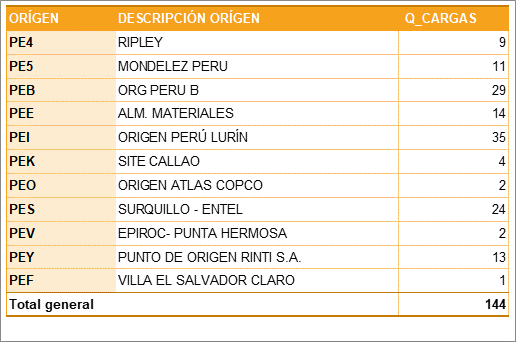 ORÍGEN DESCRIPCIÓN ORÍGEN Q_CARGAS
PE4 RIPLEY 9
PE5 MONDELEZ PERU 11
PEB ORG PERU B 29
PEE ALM. MATERIALES 14
PEI ORIGEN PERÚ LURÍN 35
PEK SITE CALLAO 4
PEO ORIGEN ATLAS COPCO 2
PES SURQUILLO - ENTEL 24
PEV EPIROC- PUNTA HERMOSA 2
PEY PUNTO DE ORIGEN RINTI S.A. 13
PEF VILLA EL SALVADOR CLARO 1
Total general 144